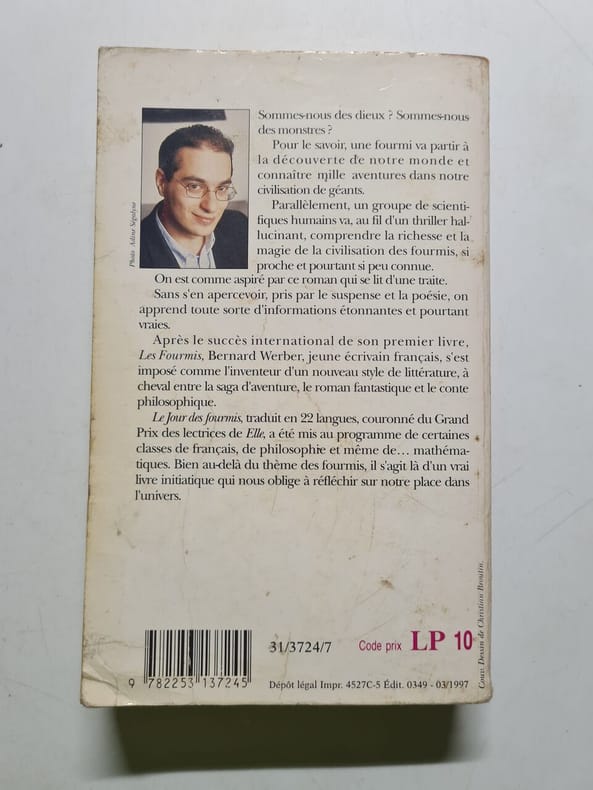 Sommes-nous des dieux ? Sommes-nous
des monstres ?
Pour le savoir, une fourmi va partir à
la découverte de notre monde et
connaître mille aventures dans notre
civilisation de géants.
Parallèlement, un groupe de scienti-
fiques humains va, au fil d'un thriller hal-
lucinant, comprendre la richesse et la
magie de la civilisation des fourmis, si
proche et pourtant si peu connue.
On est comme aspiré par ce roman qui se lit d'une traite.
Sans s'en apercevoir, pris par le suspense et la poésie, on
apprend toute sorte d'informations étonnantes et pourtant
vraies.
Après le succès international de son premier livre,
Les Fourmis, Bernard Werber, jeune écrivain français, s'est
imposé comme l'inventeur d'un nouveau style de littérature, à
cheval entre la saga d'aventure, le roman fantastique et le conte
philosophique.
Le Jour des fourmis, traduit en 22 langues, couronné du Grand
Prix des lectrices de Elle, a été mis au programme de certaines
classes de français, de philosophie et même de... mathéma-
tiques. Bien au-delà du thème des fourmis, il s'agit là d'un vrai
livre initiatique qui nous oblige à réfléchir sur notre place dans
l'univers.
Photo Adine
31/3724/7
Code prix LP 10
9 782253 137245
Dépôt légal Impr. 4527C-5 Édit. 0349 - 03/1997
Couv. Dessin de Christian Broutin.